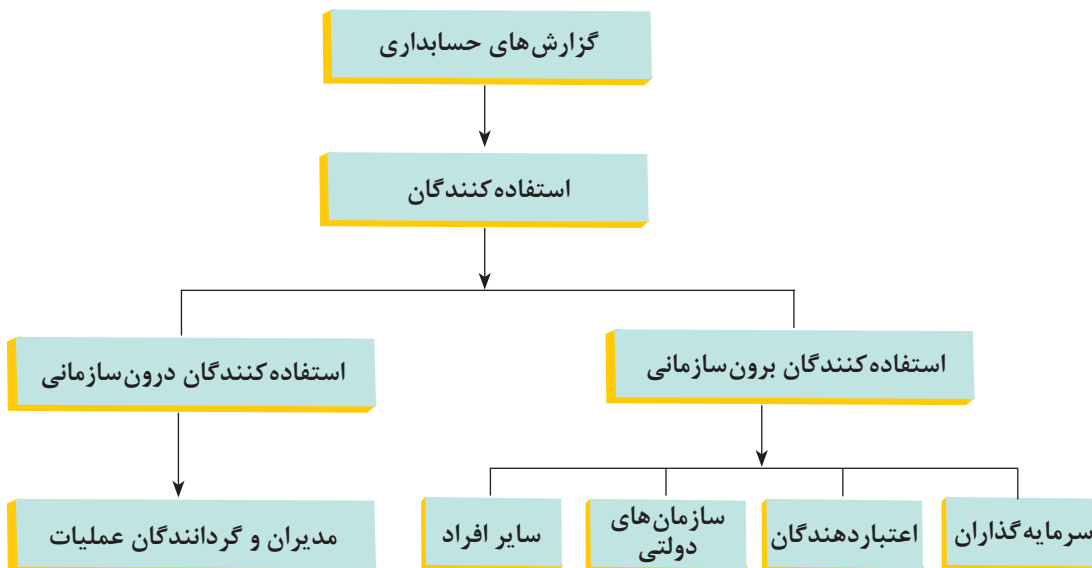 گزارش‌های حسابداری
استفاده‌کنندگان
استفاده‌کنندگان برون‌سازمانی
استفاده‌کنندگان درون‌سازمانی
سرمایه‌گذاران
اعتباردهندگان
سازمان‌های
دولتی
سایر افراد
مدیران و گردانندگان عملیات